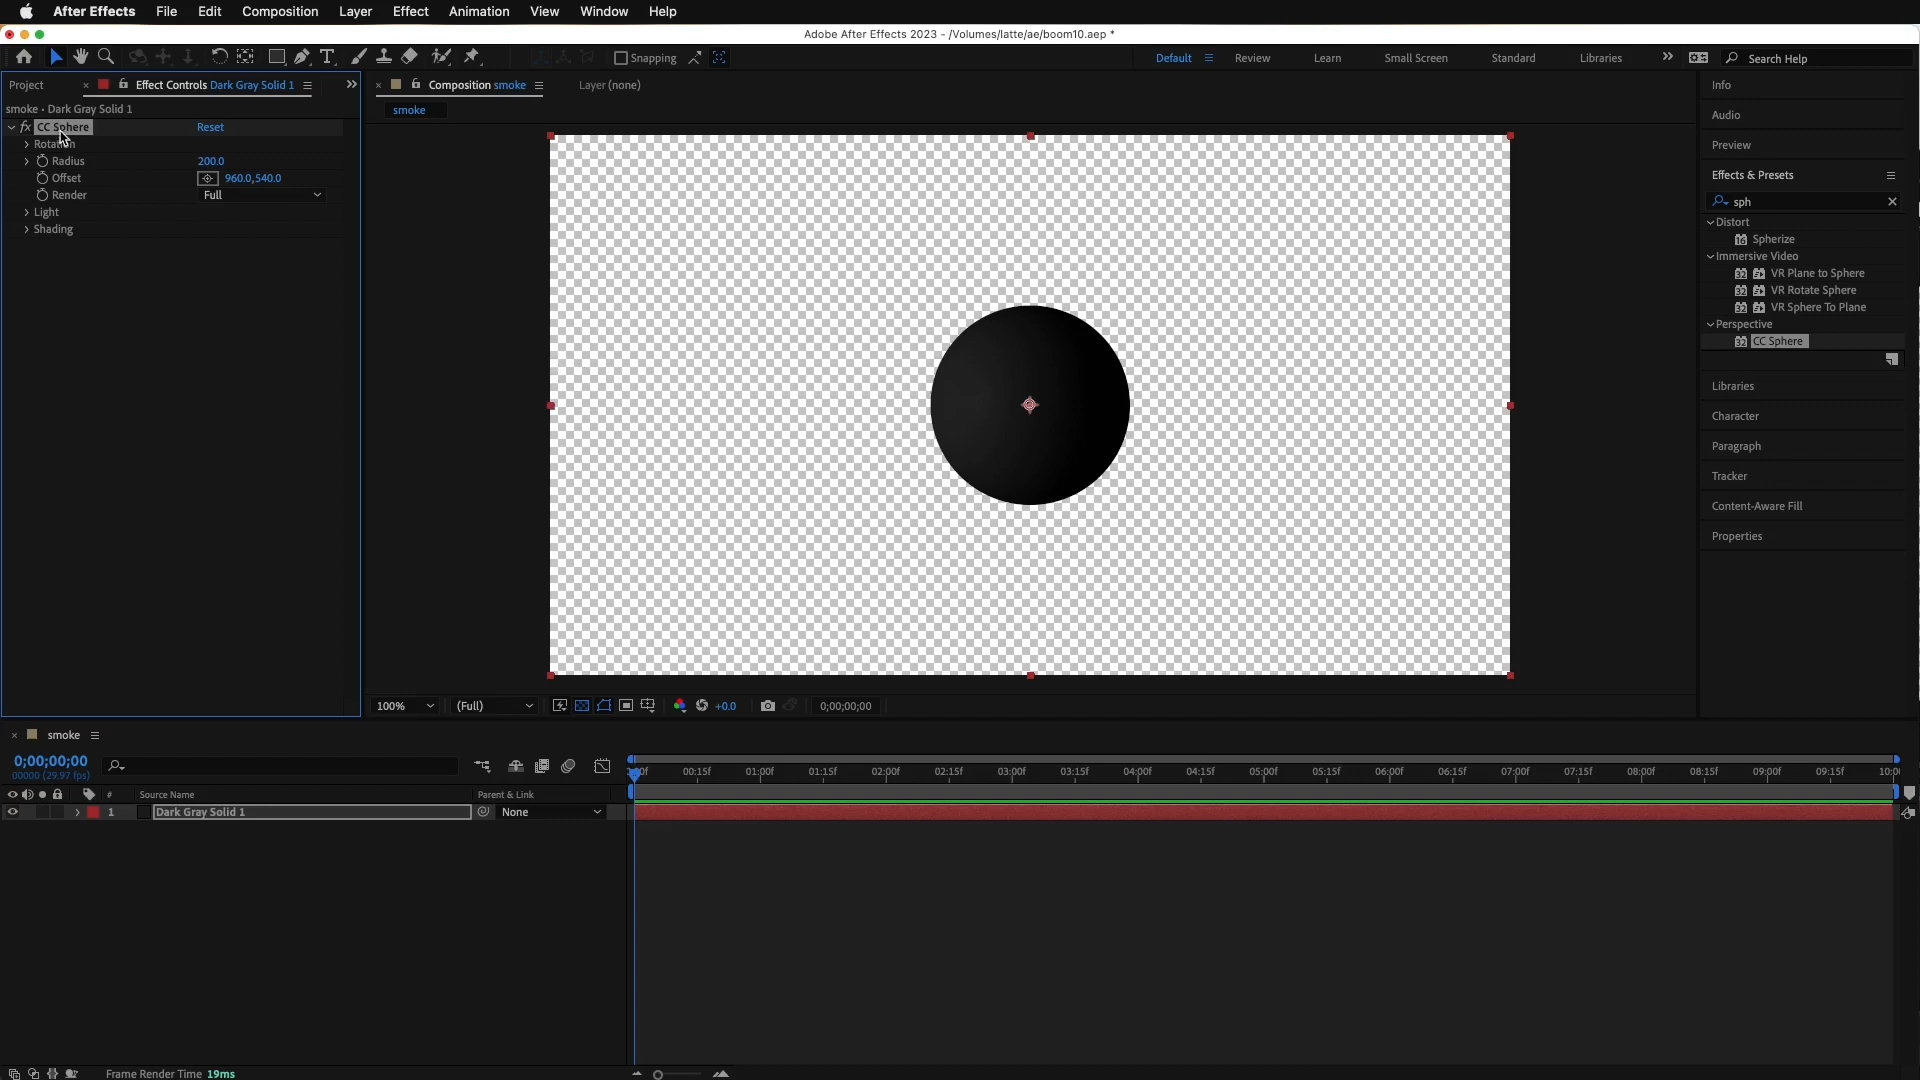 After Effects File Edit Composition Layer Effect Animation View Window Help
Adobe After Effects 2023 - /Volumes/latte/ae/boom10.aep *
Snapping
Default Review Learn Small Screen Standard Libraries Search Help
Project
Effect Controls Dark Gray Solid 1
smoke • Dark Gray Solid 1
fx CC Sphere Reset
Rotation
Radius 200.0
Offset 960.0,540.0
Render Full
Light
Shading
Composition smoke
Layer (none)
smoke
100% (Full) +0.0 0;00;00;00
Info
Audio
Preview
Effects & Presets
sph
Distort
16 Spherize
Immersive Video
32 VR Plane to Sphere
32 VR Rotate Sphere
32 VR Sphere To Plane
Perspective
32 CC Sphere
Libraries
Character
Paragraph
Tracker
Content-Aware Fill
Properties
smoke
0;00;00;00
00000 (29.97 fps)
00:15f 01:00f 01:15f 02:00f 02:15f 03:00f 03:15f 04:00f 04:15f 05:00f 05:15f 06:00f 06:15f 07:00f 07:15f 08:00f 08:15f 09:00f 09:15f 10:0
# Source Name Parent & Link
1 Dark Gray Solid 1 None
Frame Render Time 19ms